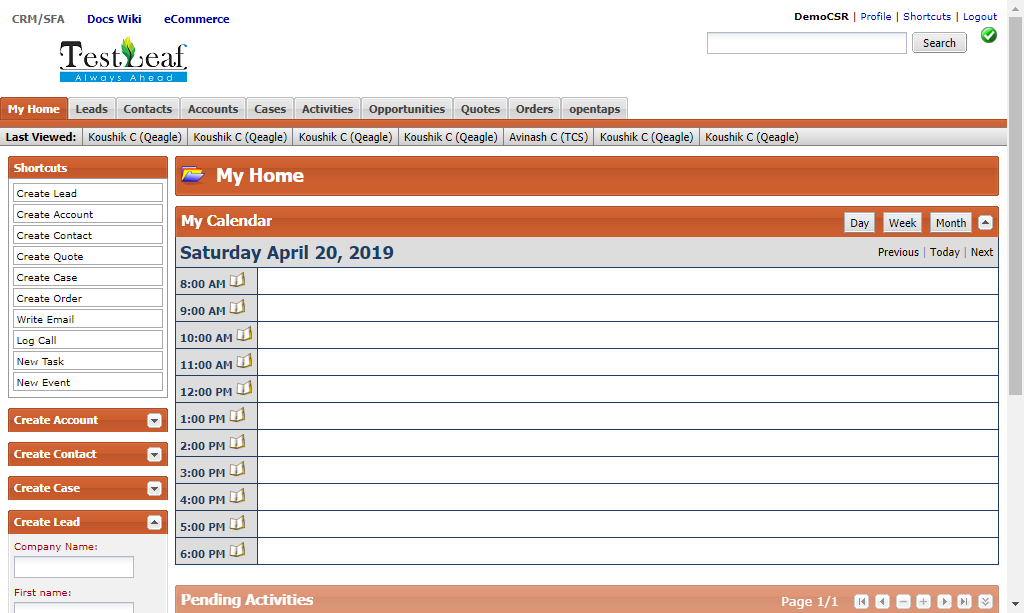 CRM/SFA Docs Wiki eCommerce
DemoCSR | Profile | Shortcuts | Logout
Search
TestLeaf
Always Ahead
My Home Leads Contacts Accounts Cases Activities Opportunities Quotes Orders opentaps
Last Viewed: Koushik C (Qeagle) Koushik C (Qeagle) Koushik C (Qeagle) Koushik C (Qeagle) Avinash C (TCS) Koushik C (Qeagle) Koushik C (Qeagle)
Shortcuts
Create Lead
Create Account
Create Contact
Create Quote
Create Case
Create Order
Write Email
Log Call
New Task
New Event
Create Account
Create Contact
Create Case
Create Lead
Company Name:
First name:
My Home
My Calendar Day Week Month
Saturday April 20, 2019 Previous | Today | Next
8:00 AM
9:00 AM
10:00 AM
11:00 AM
12:00 PM
1:00 PM
2:00 PM
3:00 PM
4:00 PM
5:00 PM
6:00 PM
Pending Activities Page 1/1